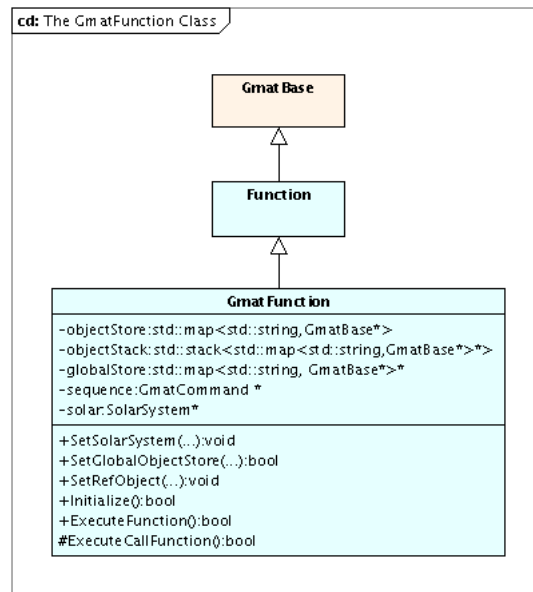 cd: The GmatFunction Class
GmatBase
Function
GmatFunction
-objectStore:std::map<std::string,GmatBase*>
-objectStack:std::stack<std::map<std::string,GmatBase*>*>
-globalStore:std::map<std::string, GmatBase*>*
-sequence:GmatCommand *
-solar:SolarSystem*
+SetSolarSystem(...):void
+SetGlobalObjectStore(...):bool
+SetRefObject(...):void
+Initialize():bool
+ExecuteFunction():bool
#ExecuteCallFunction():bool